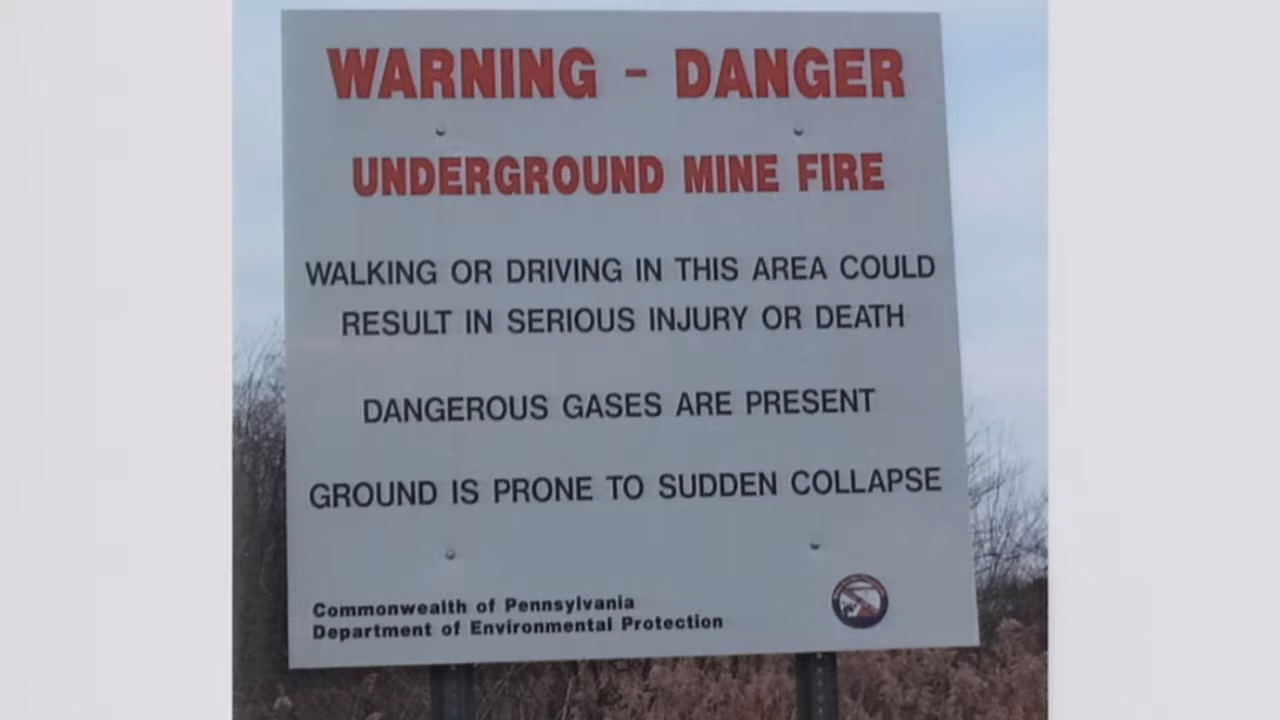 WARNING - DANGER
UNDERGROUND MINE FIRE
WALKING OR DRIVING IN THIS AREA COULD
RESULT IN SERIOUS INJURY OR DEATH
DANGEROUS GASES ARE PRESENT
GROUND IS PRONE TO SUDDEN COLLAPSE
Commonwealth of Pennsylvania
Department of Environmental Protection